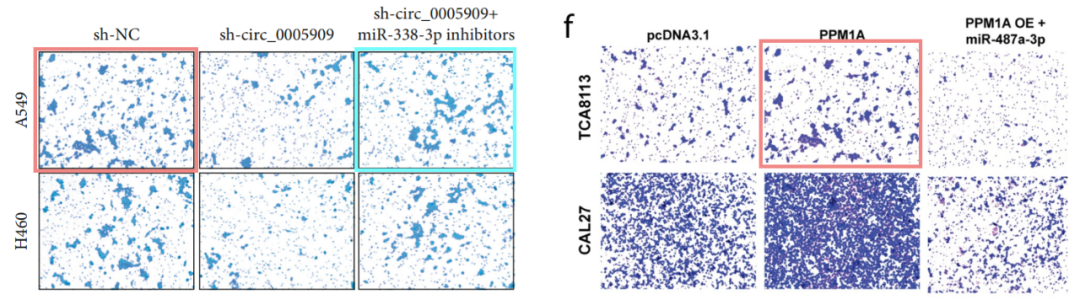 sh-NC
sh-circ_0005909
sh-circ_0005909+
miR-338-3p inhibitors
A549
H460
f
pcDNA3.1
PPM1A
PPM1A OE +
miR-487a-3p
TCA8113
CAL27